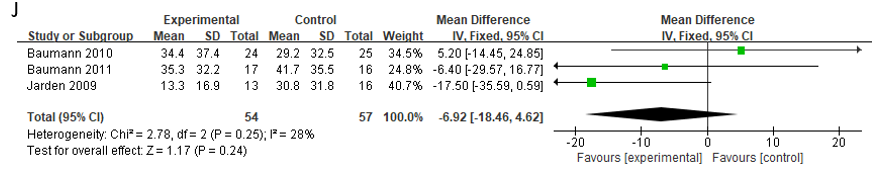 J
Experimental Control Mean Difference Mean Difference
Study or Subgroup Mean SD Total Mean SD Total Weight IV, Fixed, 95% CI IV, Fixed, 95% CI
Baumann 2010 34.4 37.4 24 29.2 32.5 25 34.5% 5.20 [-14.45, 24.85]
Baumann 2011 35.3 32.2 17 41.7 35.5 16 24.8% -6.40 [-29.57, 16.77]
Jarden 2009 13.3 16.9 13 30.8 31.8 16 40.7% -17.50 [-35.59, 0.59]
Total (95% CI) 54 57 100.0% -6.92 [-18.46, 4.62]
Heterogeneity: Chi² = 2.78, df = 2 (P = 0.25); I² = 28%
Test for overall effect: Z = 1.17 (P = 0.24)
-20 -10 0 10 20
Favours [experimental] Favours [control]